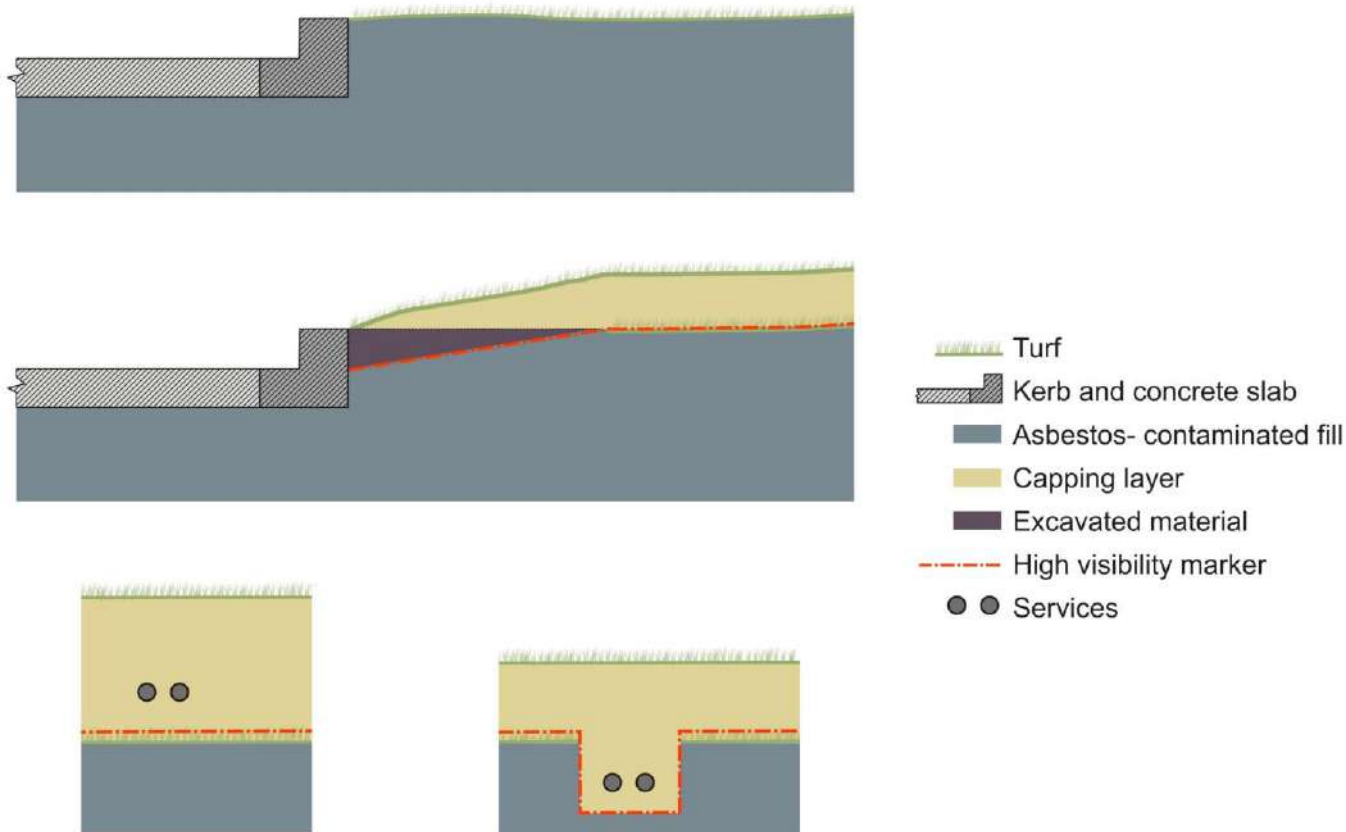 Turf
Kerb and concrete slab
Asbestos- contaminated fill
Capping layer
Excavated material
High visibility marker
Services